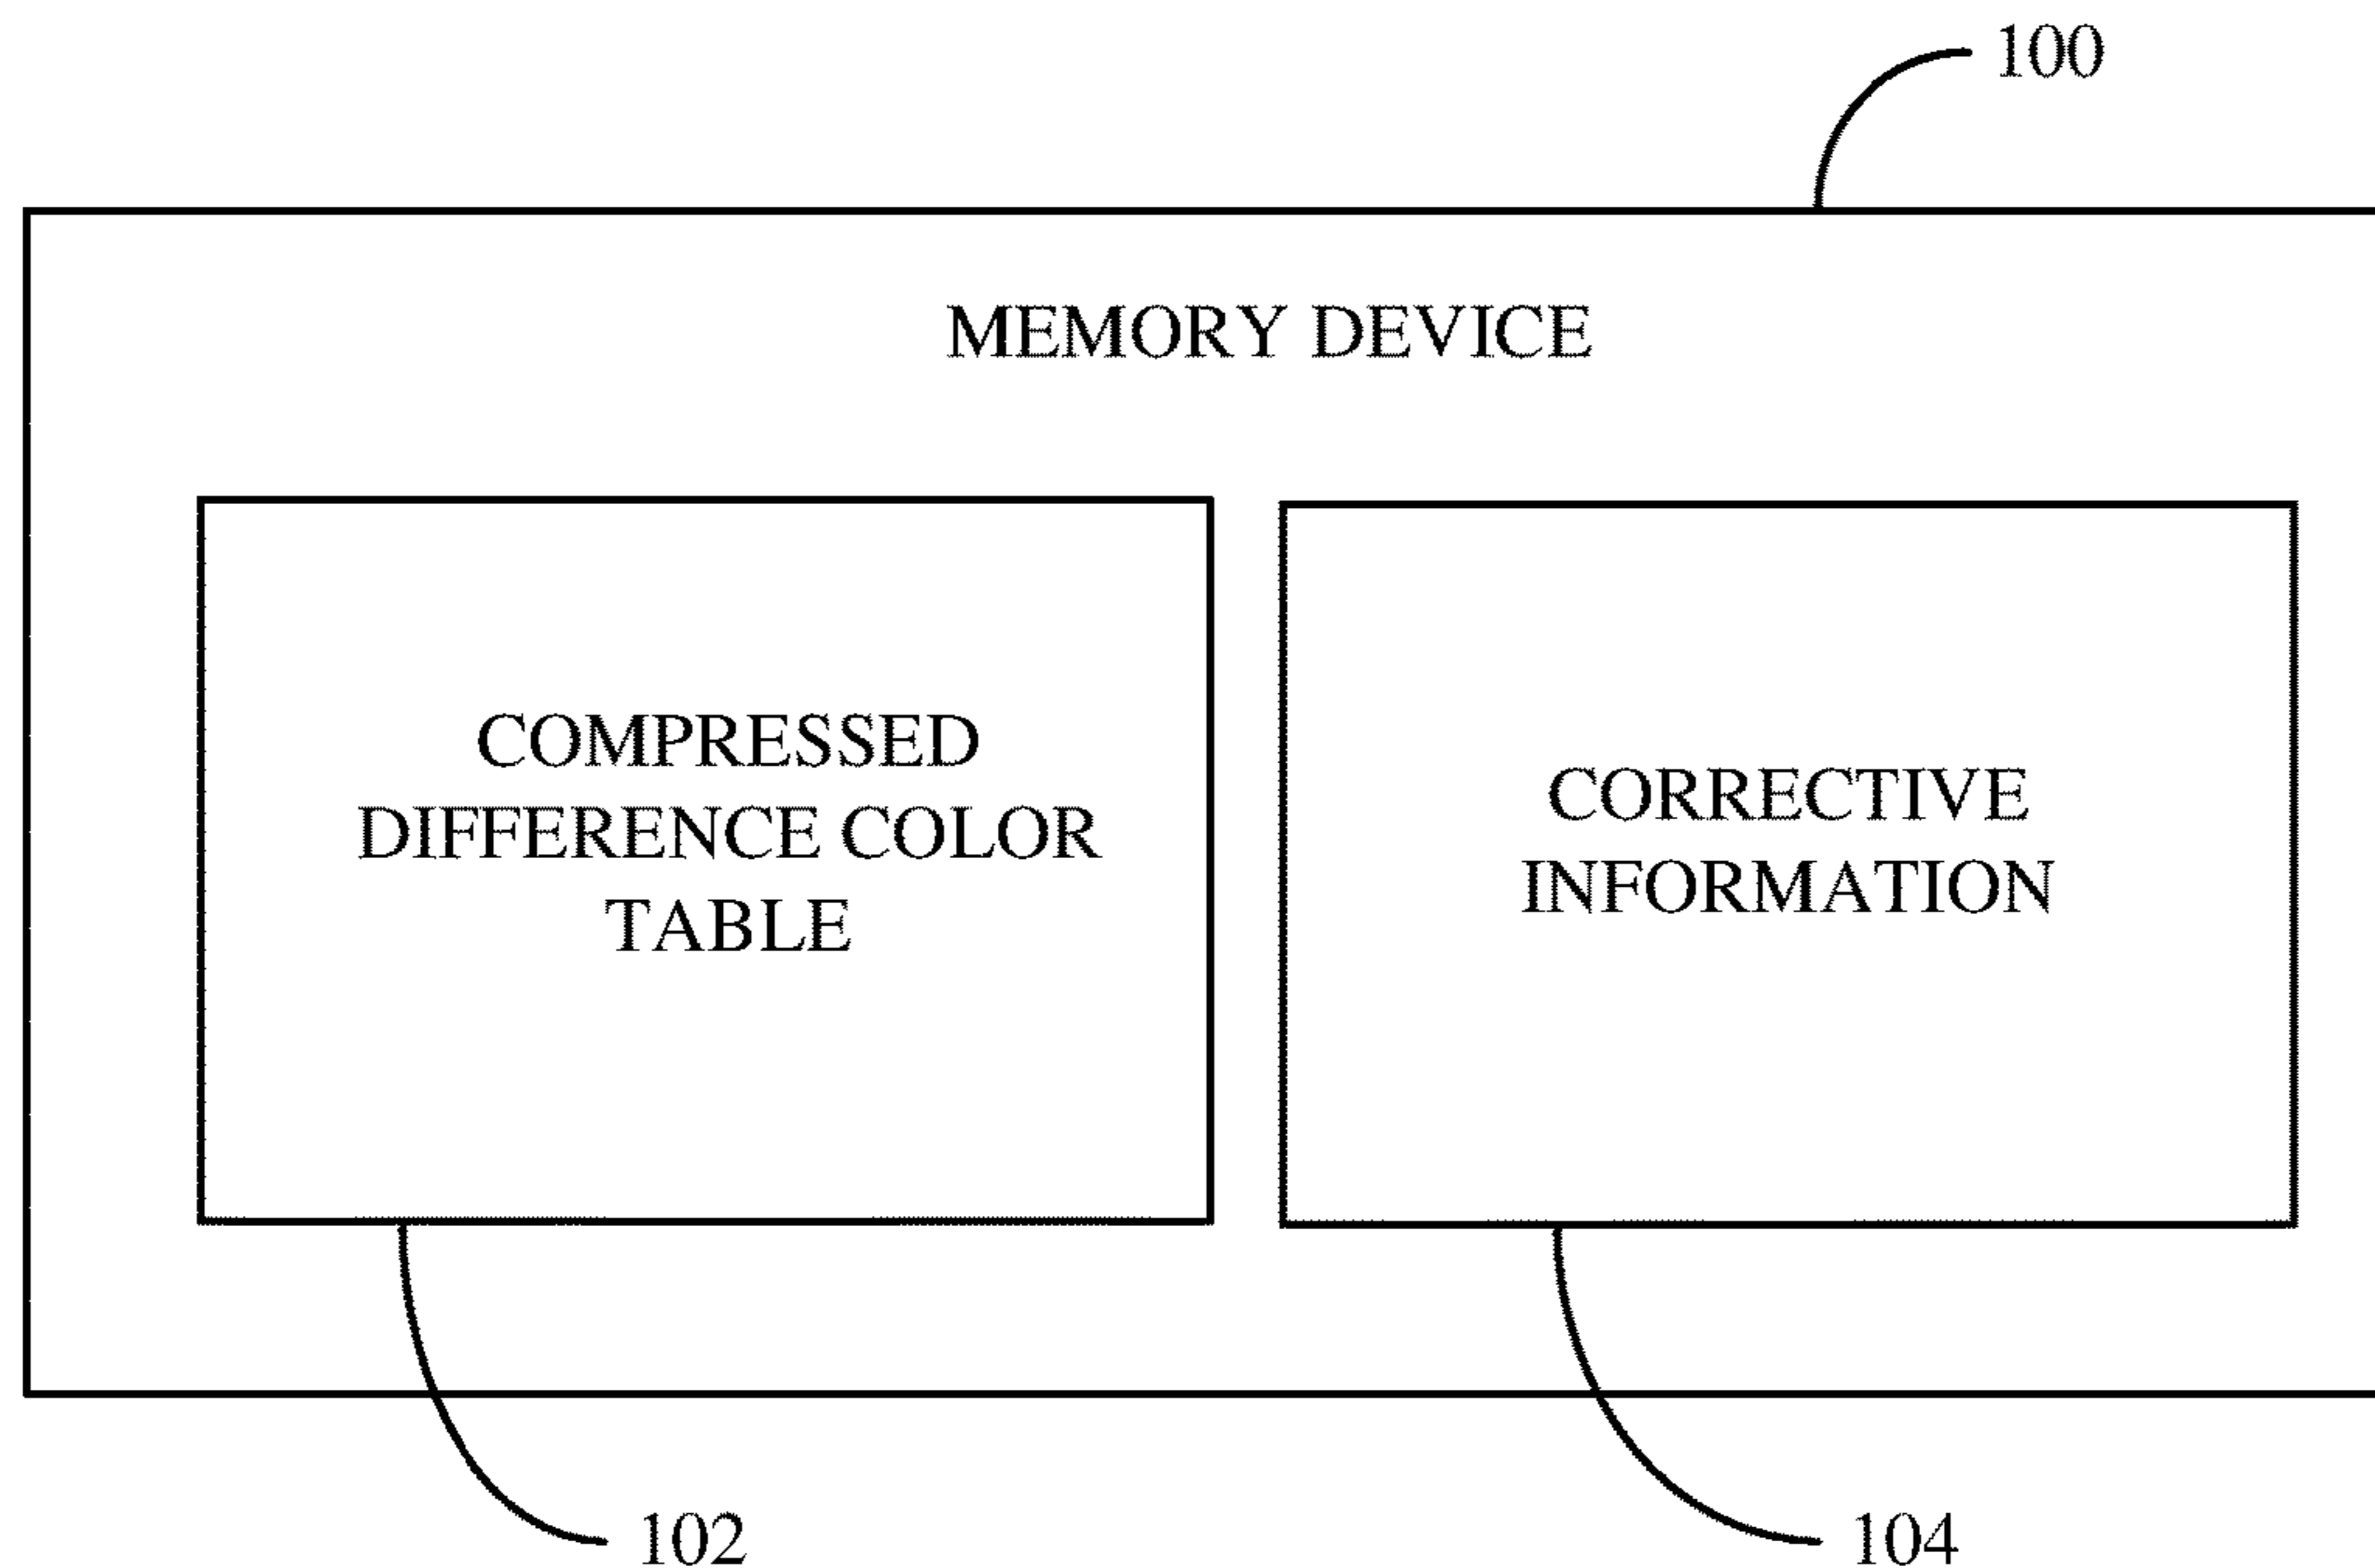 100
MEMORY DEVICE
COMPRESSED
DIFFERENCE COLOR
TABLE
CORRECTIVE
INFORMATION
102
104